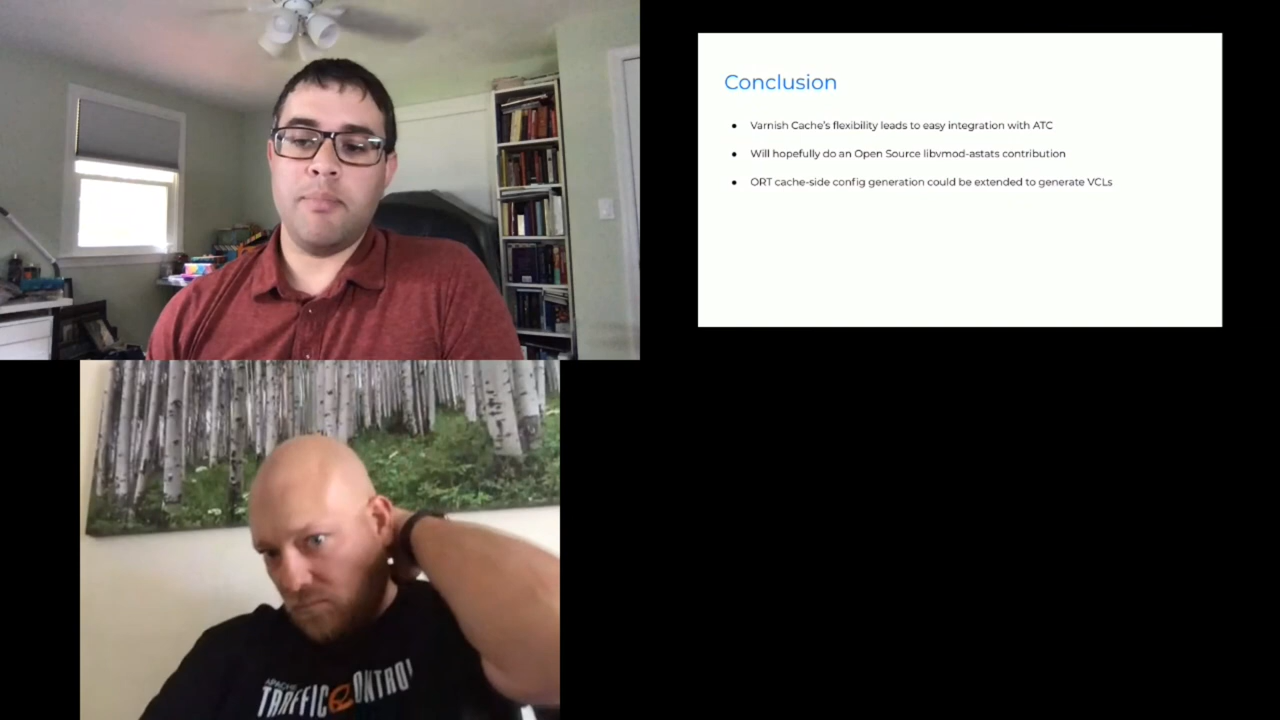 Conclusion
● Varnish Cache's flexibility leads to easy integration with ATC
● Will hopefully do an Open Source libvmod-astats contribution
● ORT cache-side config generation could be extended to generate VCLs
APACHE
TRAFFIC CONTROL